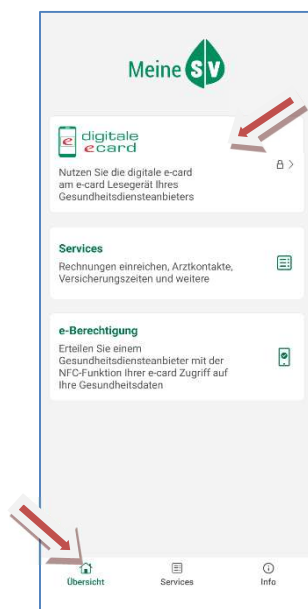 Meine SV
digitale
ecard
Nutzen Sie die digitale e-card
am e-card Lesegerät Ihres
Gesundheitsdiensteanbieters
Services
Rechnungen einreichen, Arztkontakte,
Versicherungszeiten und weitere
e-Berechtigung
Erteilen Sie einem
Gesundheitsdiensteanbieter mit der
NFC-Funktion Ihrer e-card Zugriff auf
Ihre Gesundheitsdaten
Übersicht Services Info